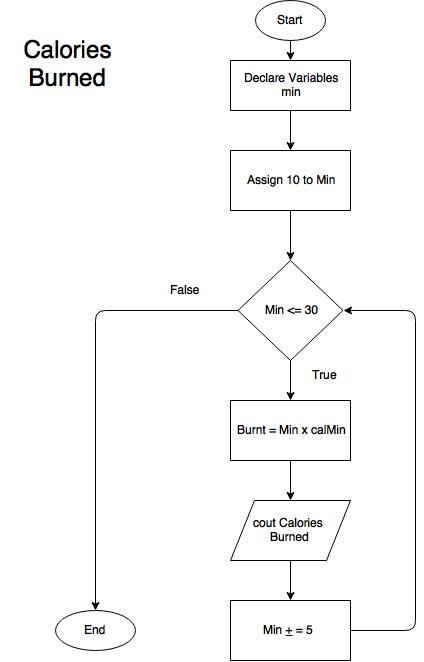 Calories
Burned
Start
Declare Variables
min
Assign 10 to Min
Min <= 30
False
True
Burnt = Min x calMin
cout Calories
Burned
Min + = 5
End